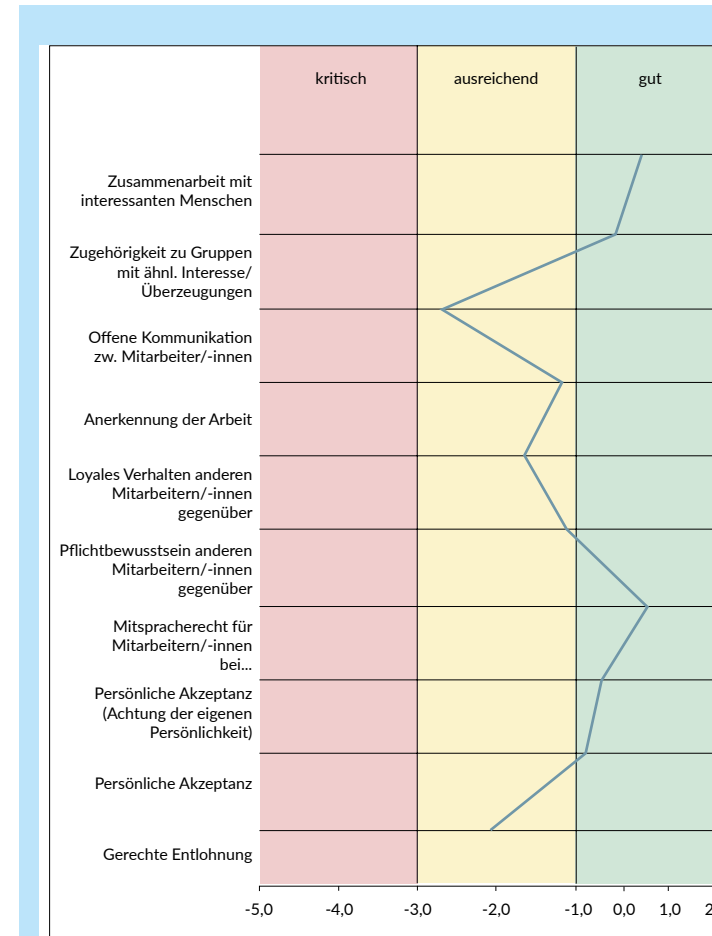 kritisch
ausreichend
gut
Zusammenarbeit mit
interessanten Menschen
Zugehörigkeit zu Gruppen
mit ähnl. Interesse/
Überzeugungen
Offene Kommunikation
zw. Mitarbeiter/-innen
Anerkennung der Arbeit
Loyales Verhalten anderen
Mitarbeitern/-innen
gegenüber
Pflichtbewusstsein anderen
Mitarbeitern/-innen
gegenüber
Mitspracherecht für
Mitarbeitern/-innen
bei...
Persönliche Akzeptanz
(Achtung der eigenen
Persönlichkeit)
Persönliche Akzeptanz
Gerechte Entlohnung
-5,0 -4,0 -3,0 -2,0 -1,0 0,0 1,0